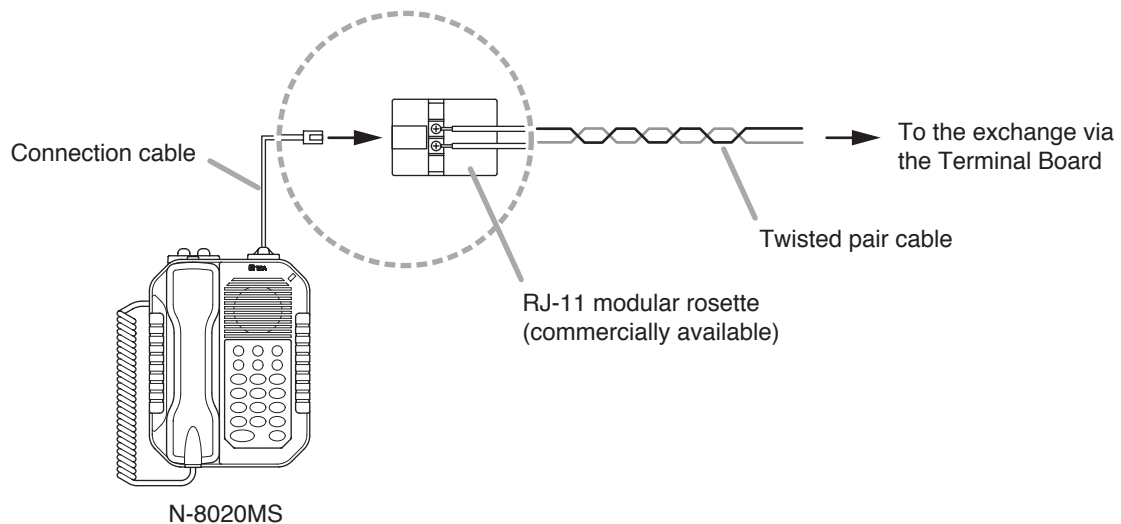 Connection cable
To the exchange via
the Terminal Board
Twisted pair cable
RJ-11 modular rosette
(commercially available)
TOA
N-8020MS